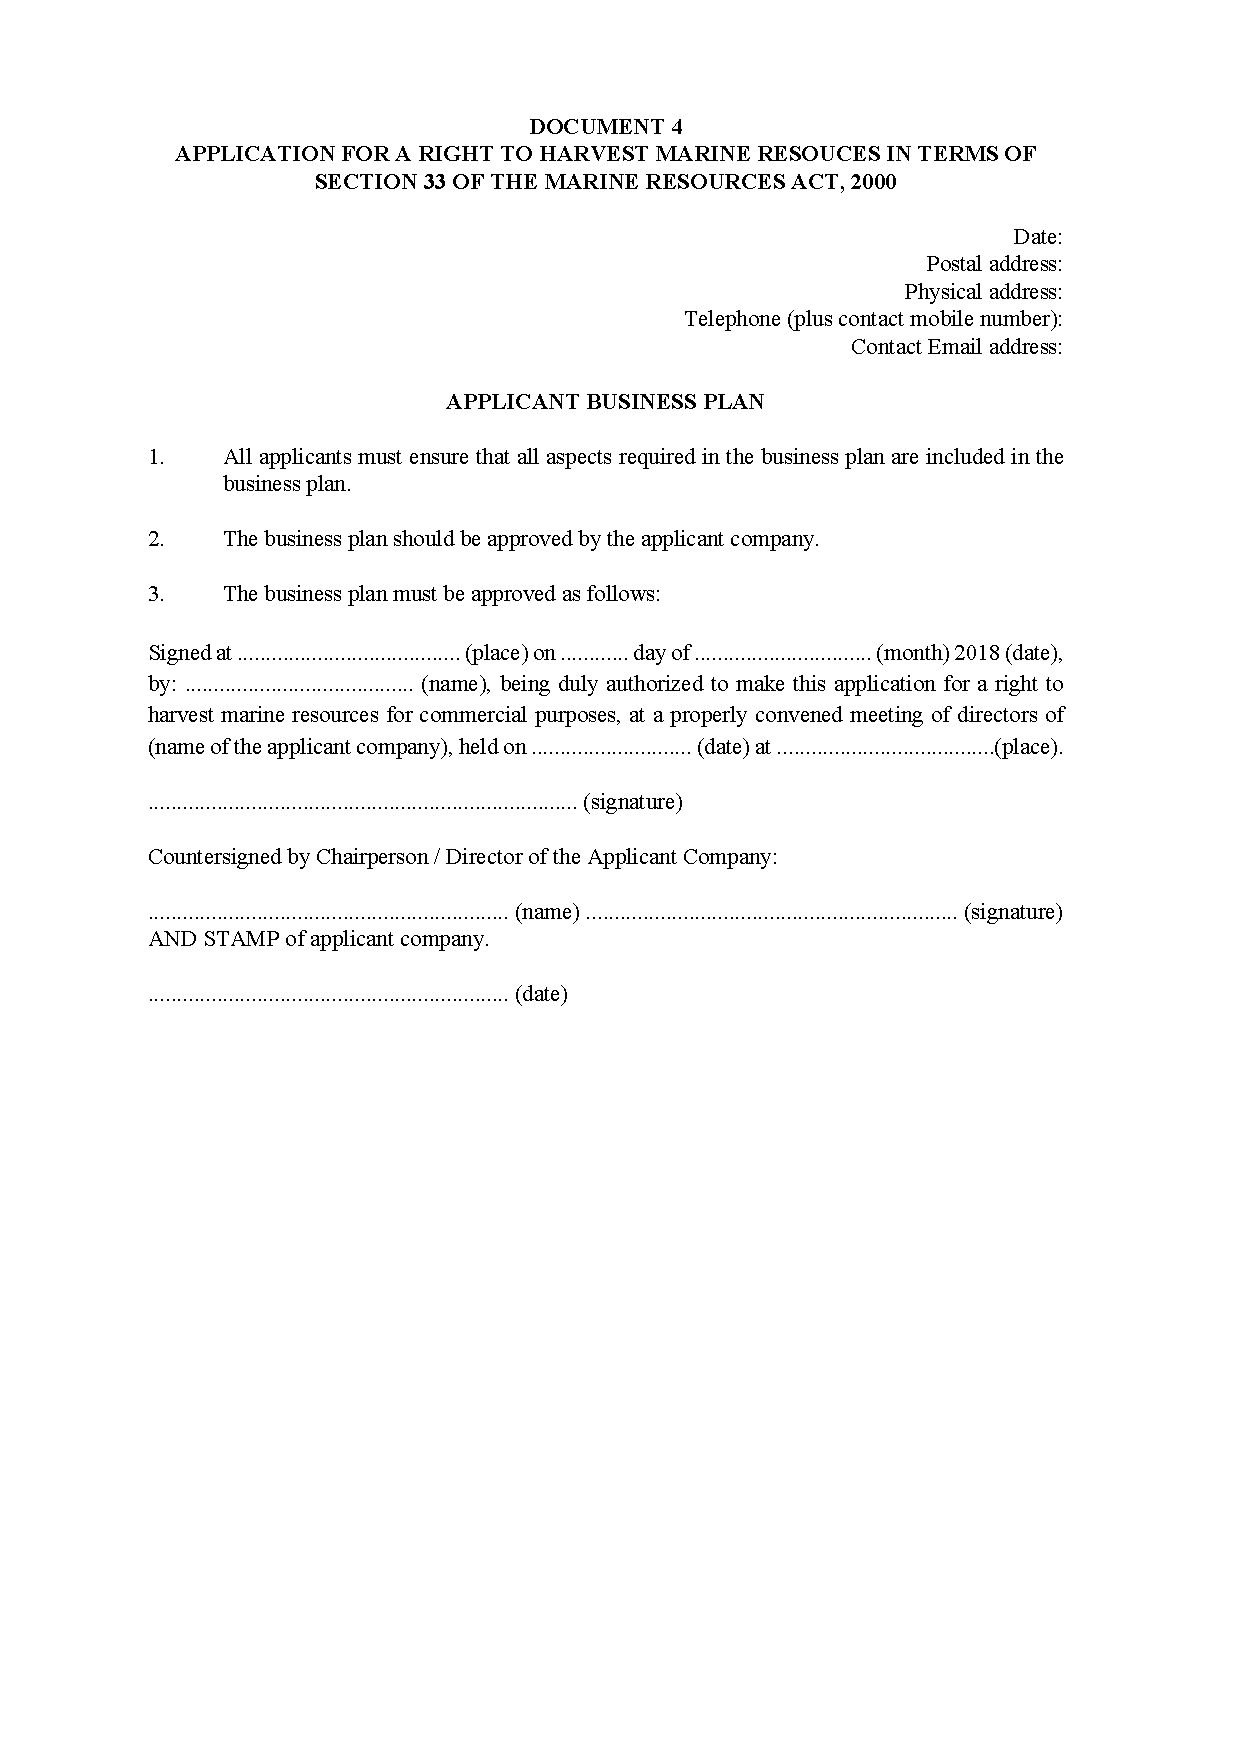 DOCUMENT 4
APPLICATION FOR A RIGHT TO HARVEST MARINE RESOUCES IN TERMS OF
SECTION 33 OF THE MARINE RESOURCES ACT, 2000
Date:
Postal address:
Physical address:
Telephone (plus contact mobile number):
Contact Email address:
APPLICANT BUSINESS PLAN
1. All applicants must ensure that all aspects required in the business plan are included in the
business plan.
2. The business plan should be approved by the applicant company.
3. The business plan must be approved as follows:
Signed at ....................................... (place) on ............ day of ............................... (month) 2018 (date),
by: ........................................ (name), being duly authorized to make this application for a right to
harvest marine resources for commercial purposes, at a properly convened meeting of directors of
(name of the applicant company), held on ............................ (date) at ......................................(place).
........................................................................... (signature)
Countersigned by Chairperson / Director of the Applicant Company:
............................................................... (name) ................................................................. (signature)
AND STAMP of applicant company.
............................................................... (date)